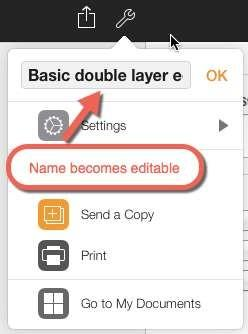 Basic double layer e OK
Settings
Name becomes editable
Send a Copy
Print
Go to My Documents